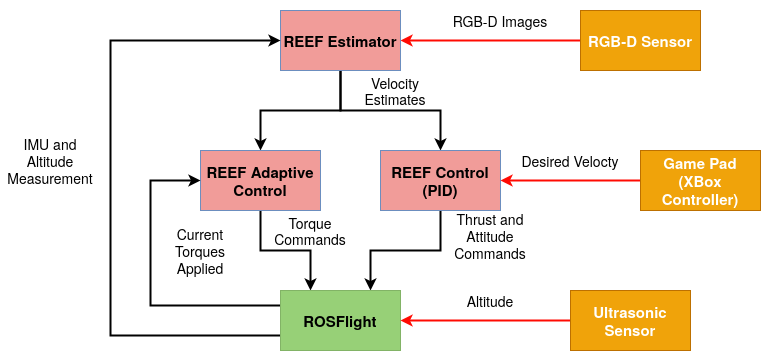 RGB-D Images
REEF Estimator
RGB-D Sensor
Velocity
Estimates
IMU and
Altitude
Measurement
REEF Adaptive
Control
REEF Control
(PID)
Desired Velocty
Game Pad
(XBox
Controller)
Current
Torques
Applied
Torque
Commands
Thrust and
Attitude
Commands
ROSFlight
Altitude
Ultrasonic
Sensor